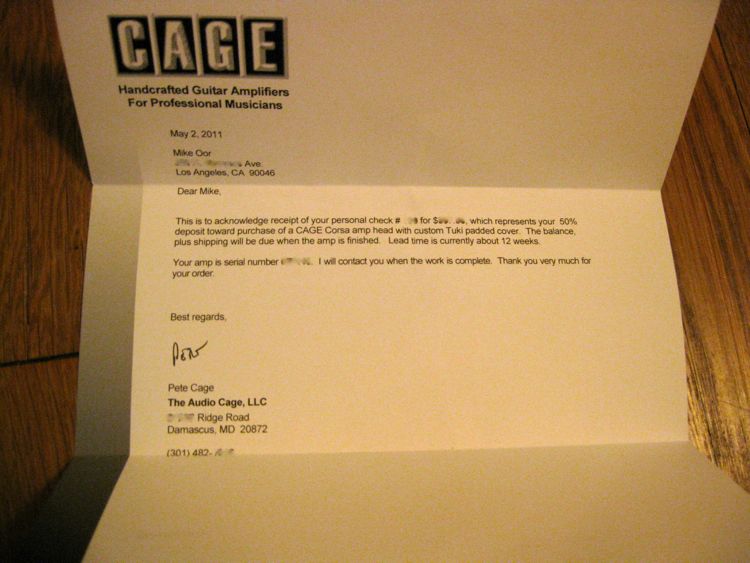 CAGE
Handcrafted Guitar Amplifiers
For Professional Musicians
May 2, 2011
Mike Oor
Ave.
Los Angeles, CA 90046
Dear Mike,
This is to acknowledge receipt of your personal check # for $ , which represents your 50%
deposit toward purchase of a CAGE Corsa amp head with custom Tuki padded cover. The balance,
plus shipping will be due when the amp is finished. Lead time is currently about 12 weeks.
Your amp is serial number . I will contact you when the work is complete. Thank you very much for
your order.
Best regards,
Pete
Pete Cage
The Audio Cage, LLC
Ridge Road
Damascus, MD 20872
(301) 482-